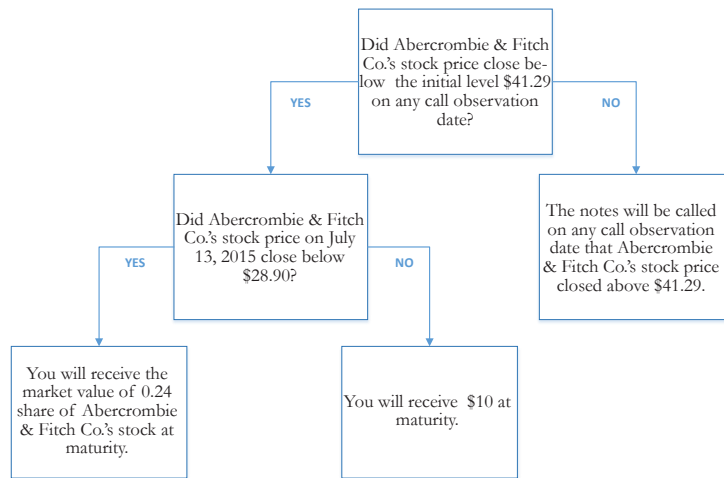 Did Abercrombie & Fitch
Co.'s stock price close be-
low the initial level $41.29
on any call observation
date?
YES
NO
Did Abercrombie & Fitch
Co.'s stock price on July
13, 2015 close below
$28.90?
The notes will be called
on any call observation
date that Abercrombie
& Fitch Co.'s stock price
closed above $41.29.
YES
NO
You will receive the
market value of 0.24
share of Abercrombie
& Fitch Co.'s stock at
maturity.
You will receive $10 at
maturity.